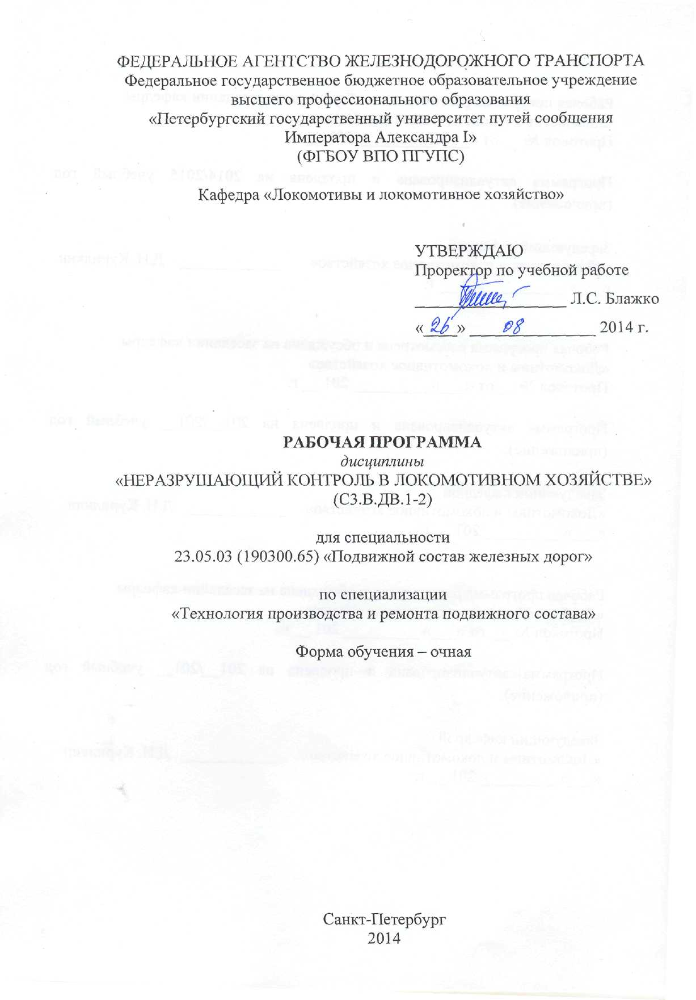 ФЕДЕРАЛЬНОЕ АГЕНТСТВО ЖЕЛЕЗНОДОРОЖНОГО ТРАНСПОРТА
Федеральное государственное бюджетное образовательное учреждение
высшего профессионального образования
«Петербургский государственный университет путей сообщения
Императора Александра I»
(ФГБОУ ВПО ПГУПС)
Кафедра «Локомотивы и локомотивное хозяйство»
УТВЕРЖДАЮ
Проректор по учебной работе
Л.С. Блажко
«26» 08 2014 г.
РАБОЧАЯ ПРОГРАММА
дисциплины
«НЕРАЗРУШАЮЩИЙ КОНТРОЛЬ В ЛОКОМОТИВНОМ ХОЗЯЙСТВЕ»
(С3.В.ДВ.1-2)
для специальности
23.05.03 (190300.65) «Подвижной состав железных дорог»
по специализации
«Технология производства и ремонта подвижного состава»
Форма обучения – очная
Санкт-Петербург
2014